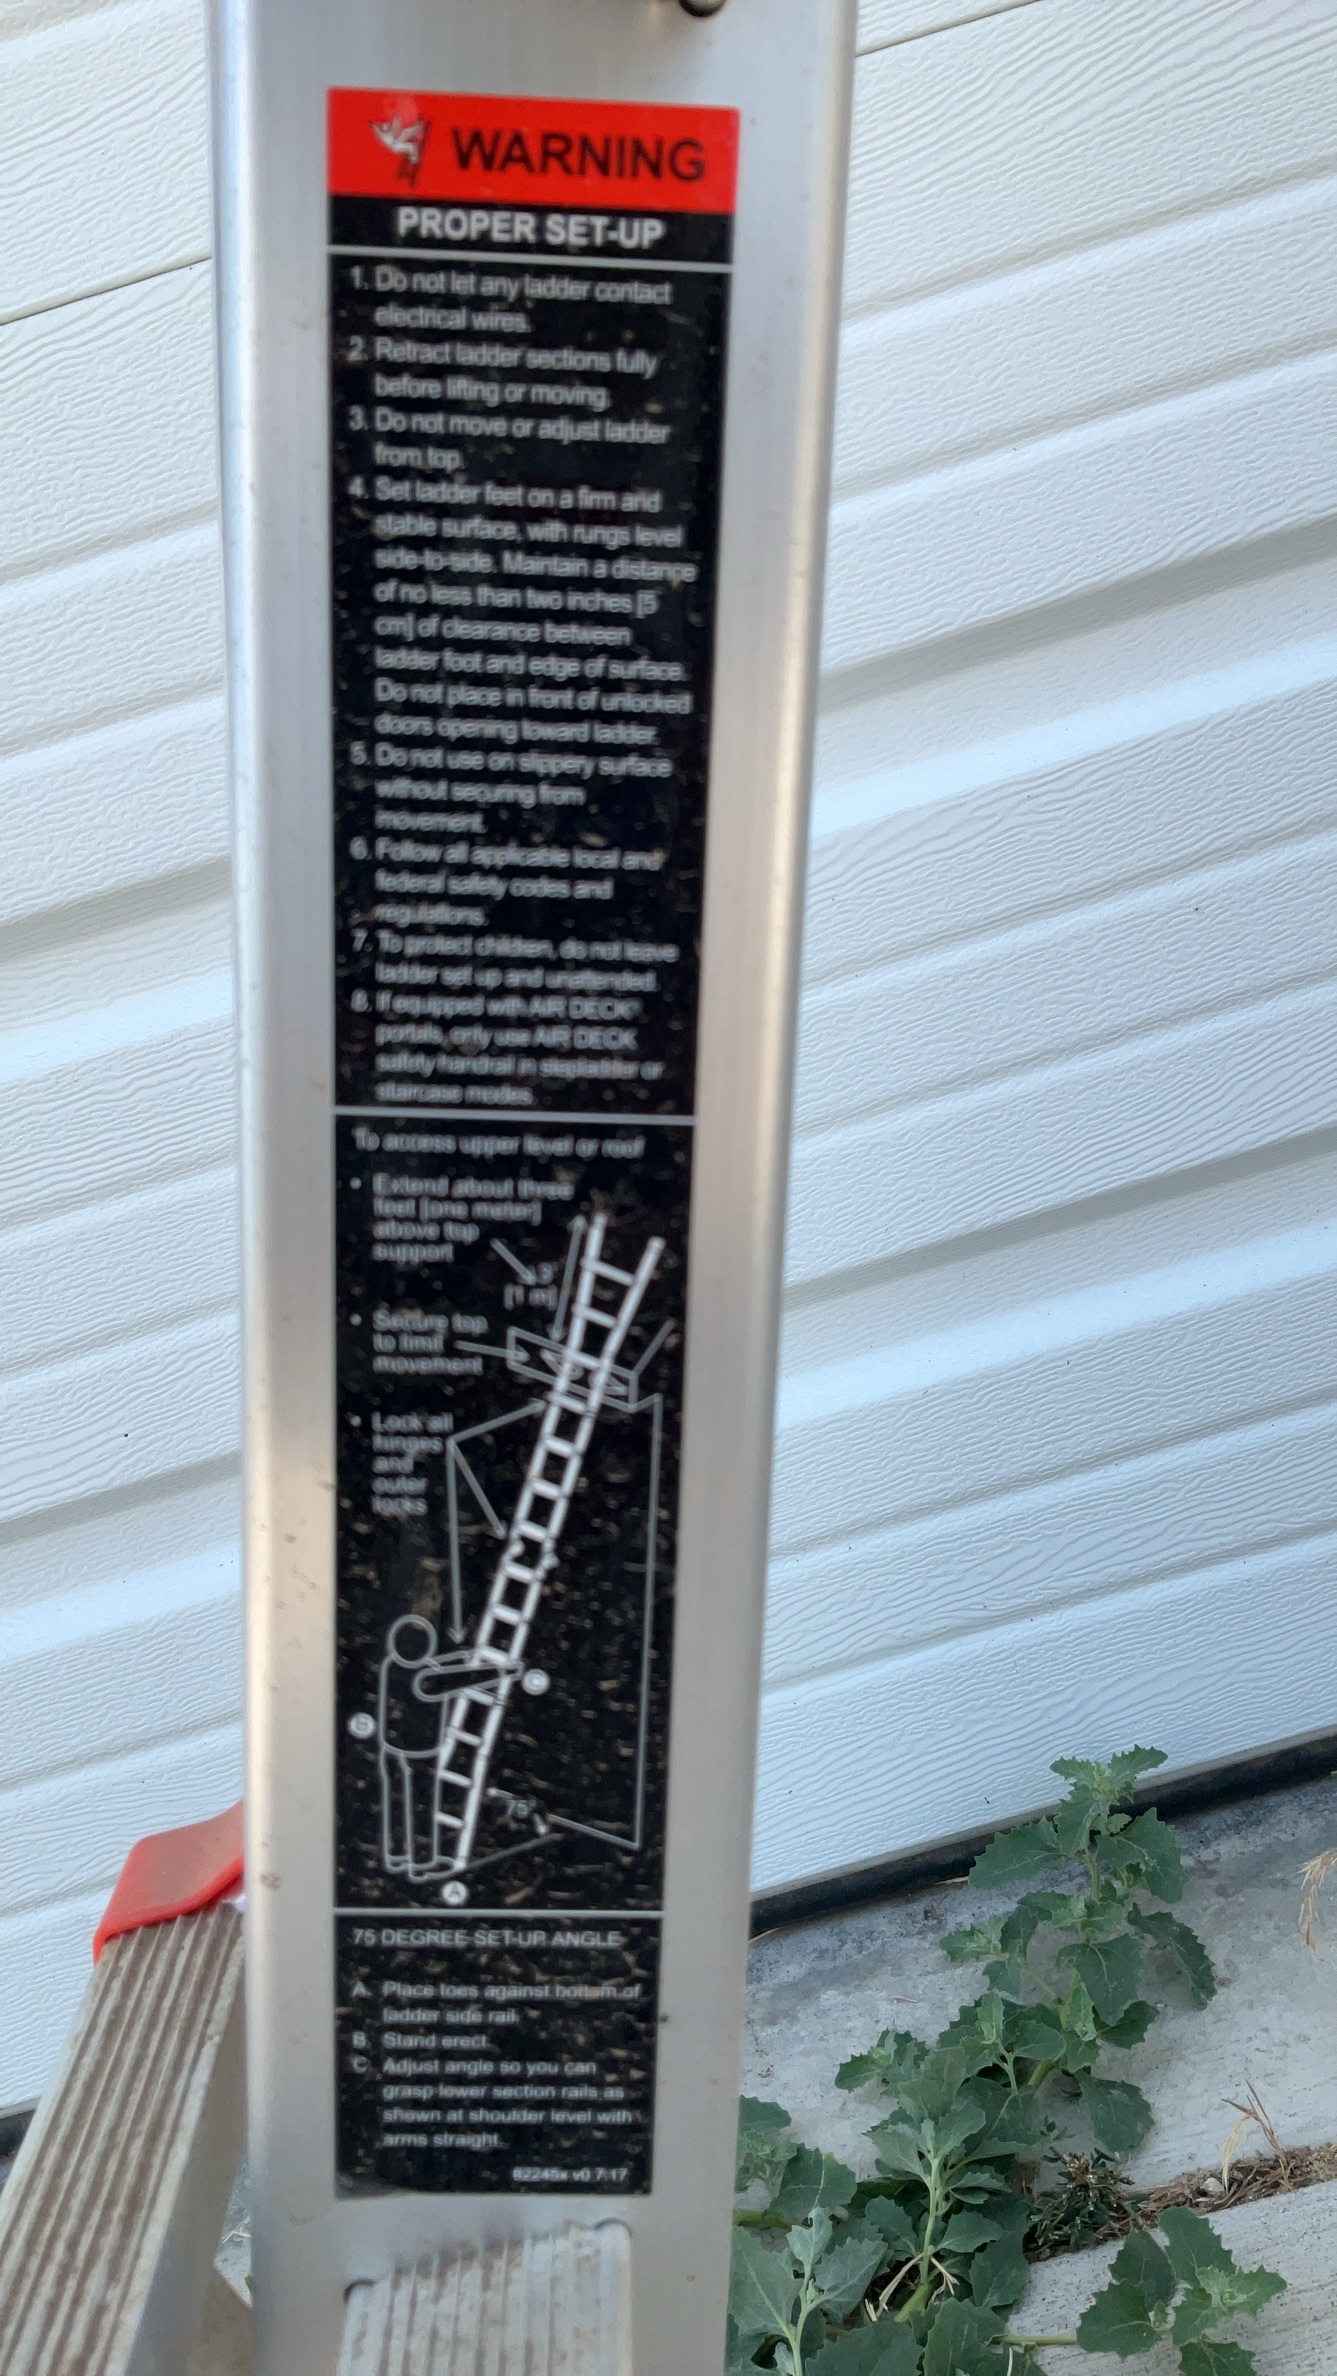 WARNING
PROPER SET-UP
1. Do not let any ladder contact
electrical wires.
2. Retract ladder sections fully
before lifting or moving.
3. Do not move or adjust ladder
from top.
4. Set ladder feet on a firm and
stable surface, with rungs level
side-to-side. Maintain a distance
of no less than two inches [5
cm] of clearance between
ladder foot and edge of surface.
Do not place in front of unlocked
doors opening toward ladder.
5. Do not use on slippery surface
without securing from
movement.
6. Follow all applicable local and
federal safety codes and
regulations.
7. To protect children, do not leave
ladder set up and unattended.
8. If equipped with AIR DECK®
portals, only use AIR DECK
safety handrail in stepladder or
staircase modes.
To access upper level or roof
• Extend about three
feet [one meter]
above top
support
3'
[1 m]
• Secure top
to limit
movement
• Lock all
hinges
and
outer
locks
C
B
75°
A
75 DEGREE SET-UP ANGLE
A. Place toes against bottom of
ladder side rail.
B. Stand erect.
C. Adjust angle so you can
grasp lower section rails as
shown at shoulder level with
arms straight.
62245x v0 7.17